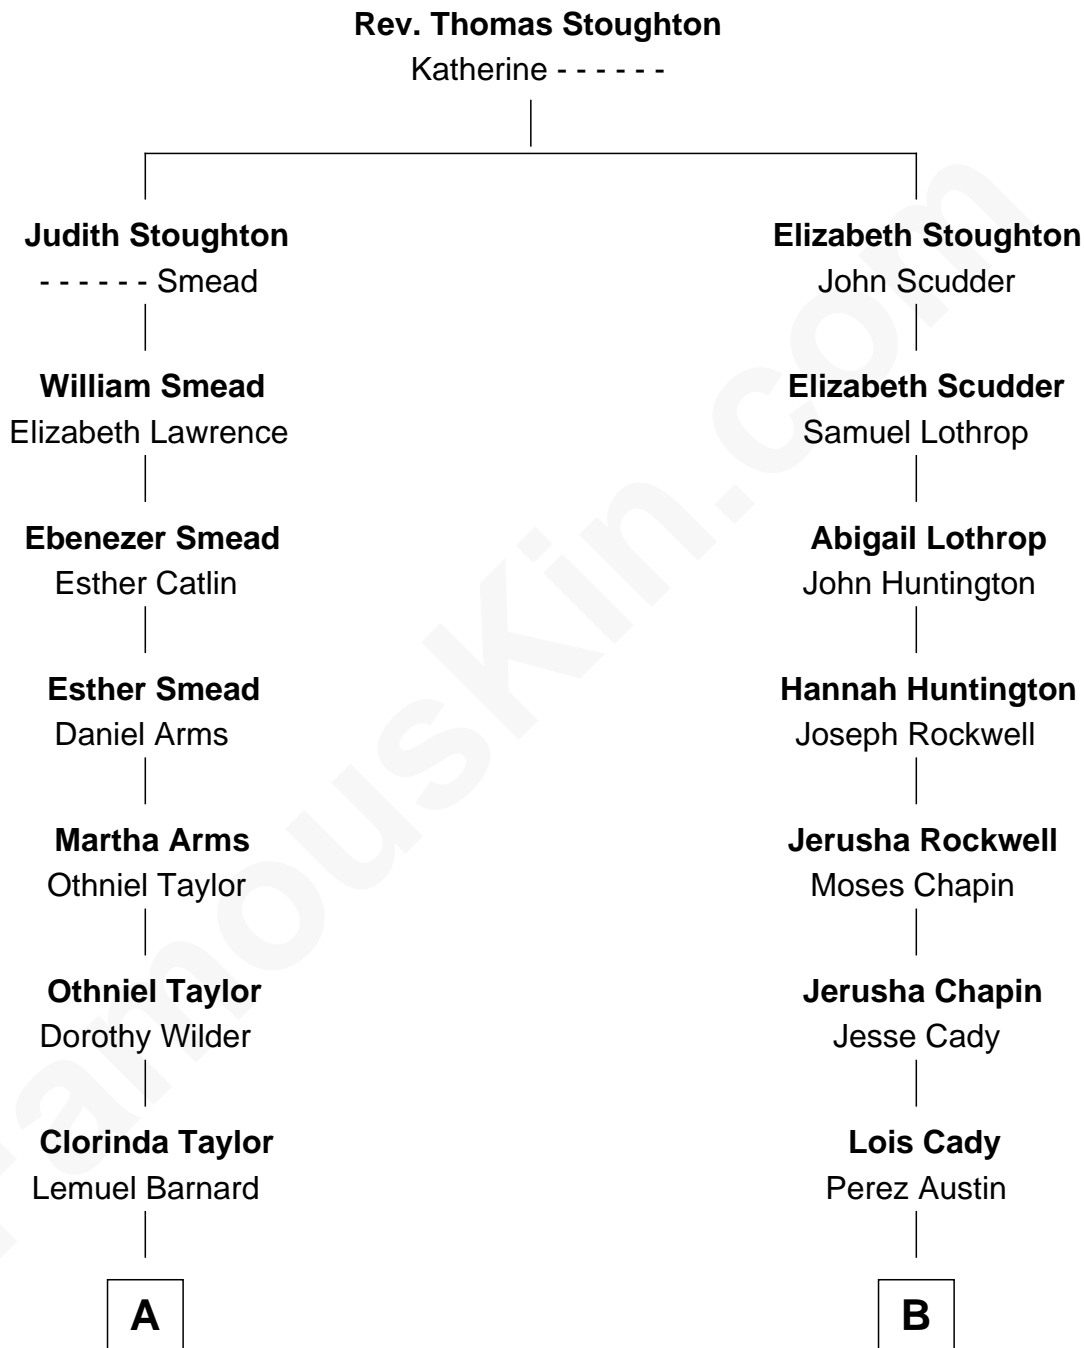 Rev. Thomas Stoughton
Katherine - - - - - -
Judith Stoughton
- - - - - - Smead
William Smead
Elizabeth Lawrence
Ebenezer Smead
Esther Catlin
Esther Smead
Daniel Arms
Martha Arms
Othniel Taylor
Othniel Taylor
Dorothy Wilder
Clorinda Taylor
Lemuel Barnard
A
Elizabeth Stoughton
John Scudder
Elizabeth Scudder
Samuel Lothrop
Abigail Lothrop
John Huntington
Hannah Huntington
Joseph Rockwell
Jerusha Rockwell
Moses Chapin
Jerusha Chapin
Jesse Cady
Lois Cady
Perez Austin
B
FamousKin.com